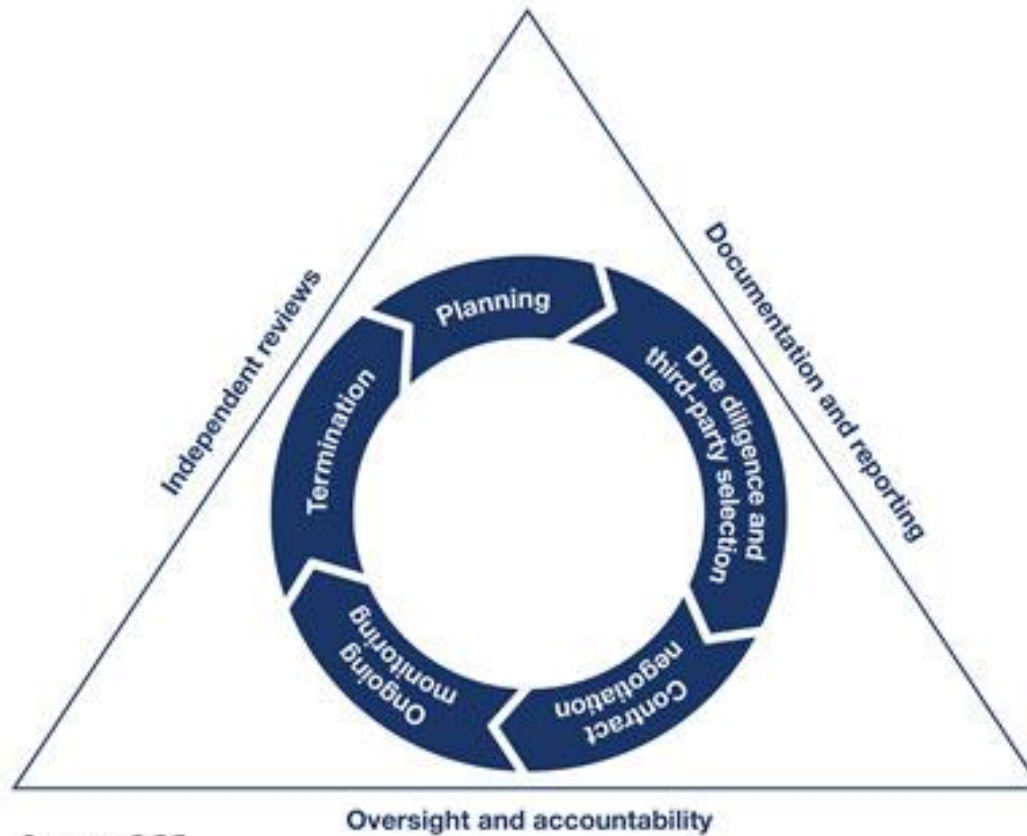 Independent reviews
Documentation and reporting
Planning
Due diligence and
third-party selection
Contract
negotiation
Ongoing
monitoring
Termination
Oversight and accountability